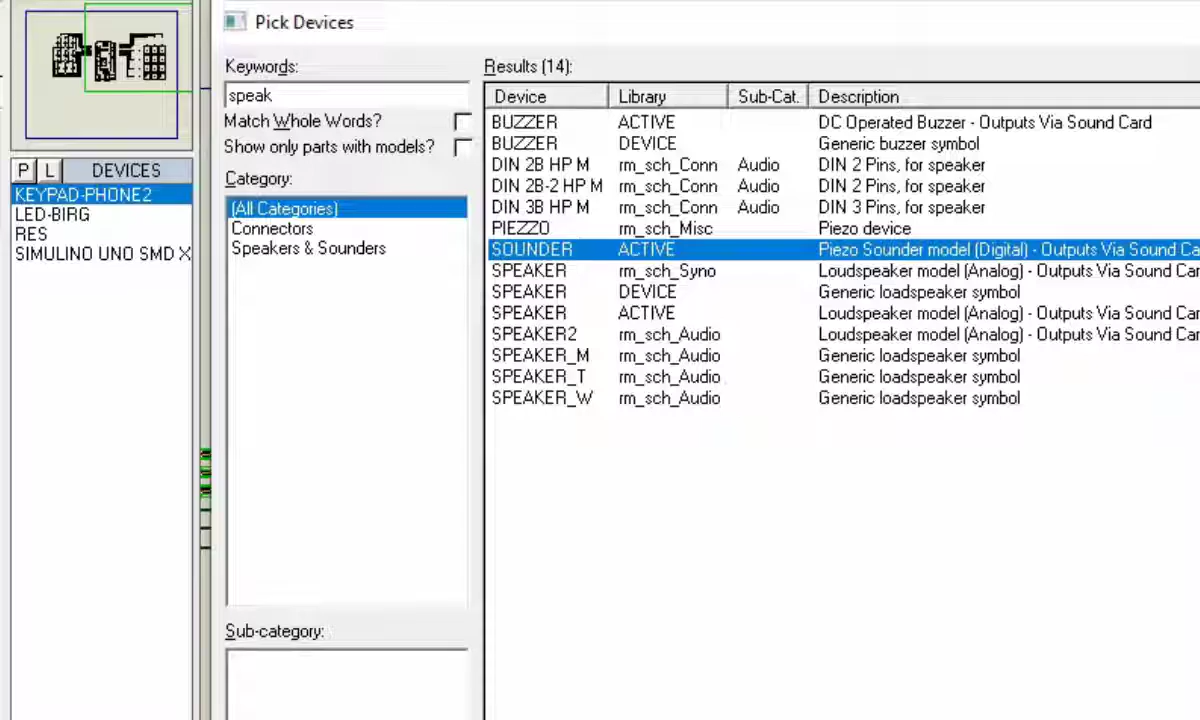 Pick Devices
Keywords:
speak
Match Whole Words?
Show only parts with models?
Category:
(All Categories)
Connectors
Speakers & Sounders
Sub-category:
P L DEVICES
KEYPAD-PHONE2
LED-BIRG
RES
SIMULINO UNO SMD X
Results (14):
Device Library Sub-Cat. Description
BUZZER ACTIVE DC Operated Buzzer - Outputs Via Sound Card
BUZZER DEVICE Generic buzzer symbol
DIN 2B HP M rm_sch_Conn Audio DIN 2 Pins, for speaker
DIN 2B-2 HP M rm_sch_Conn Audio DIN 2 Pins, for speaker
DIN 3B HP M rm_sch_Conn Audio DIN 3 Pins, for speaker
PIEZZO rm_sch_Misc Piezo device
SOUNDER ACTIVE Piezo Sounder model (Digital) - Outputs Via Sound Ca
SPEAKER rm_sch_Syno Loudspeaker model (Analog) - Outputs Via Sound Car
SPEAKER DEVICE Generic loadspeaker symbol
SPEAKER ACTIVE Loudspeaker model (Analog) - Outputs Via Sound Car
SPEAKER2 rm_sch_Audio Loudspeaker model (Analog) - Outputs Via Sound Car
SPEAKER_M rm_sch_Audio Generic loadspeaker symbol
SPEAKER_T rm_sch_Audio Generic loadspeaker symbol
SPEAKER_W rm_sch_Audio Generic loadspeaker symbol